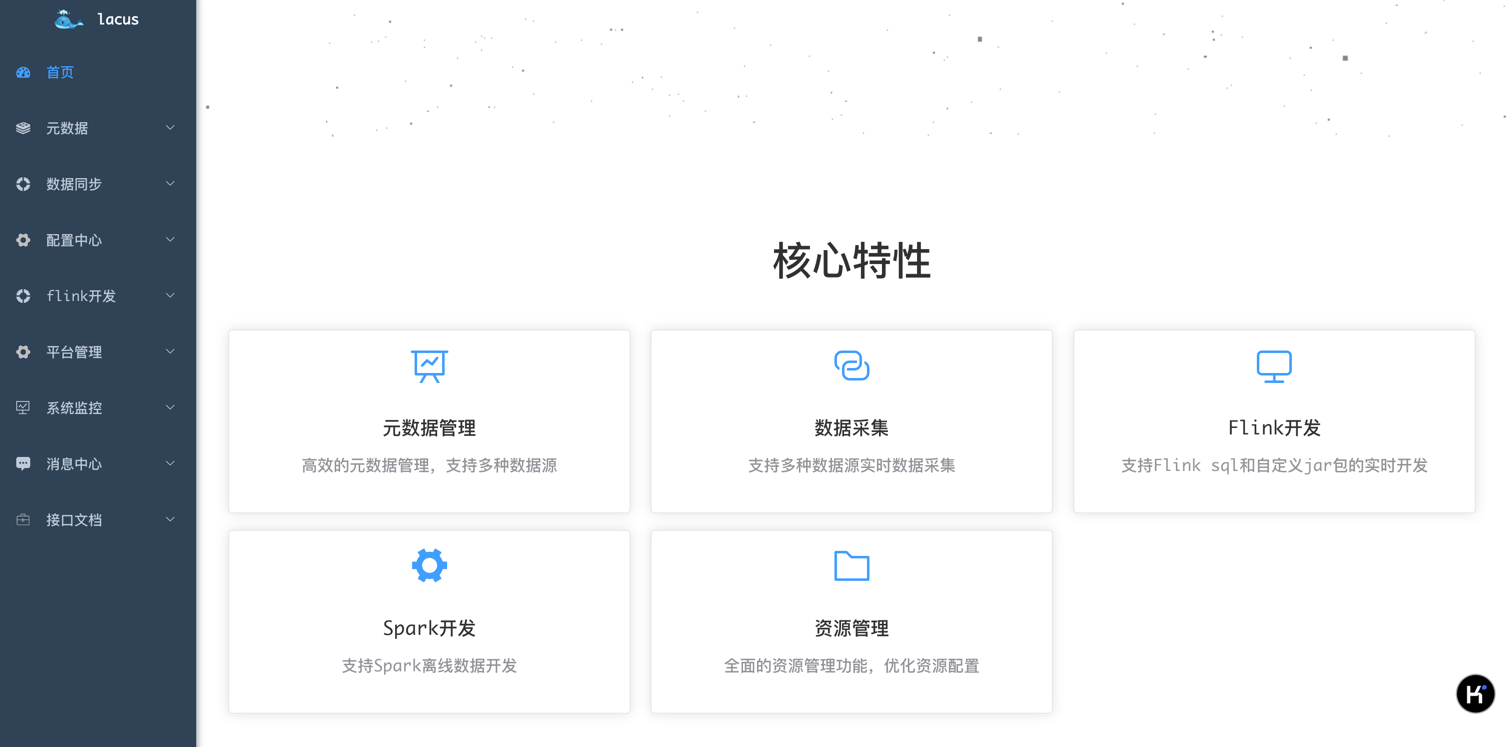 lacus
首页
元数据
数据同步
配置中心
flink开发
平台管理
系统监控
消息中心
接口文档
核心特性
元数据管理
高效的元数据管理，支持多种数据源
数据采集
支持多种数据源实时数据采集
Flink开发
支持Flink sql和自定义jar包的实时开发
Spark开发
支持Spark离线数据开发
资源管理
全面的资源管理功能，优化资源配置
K